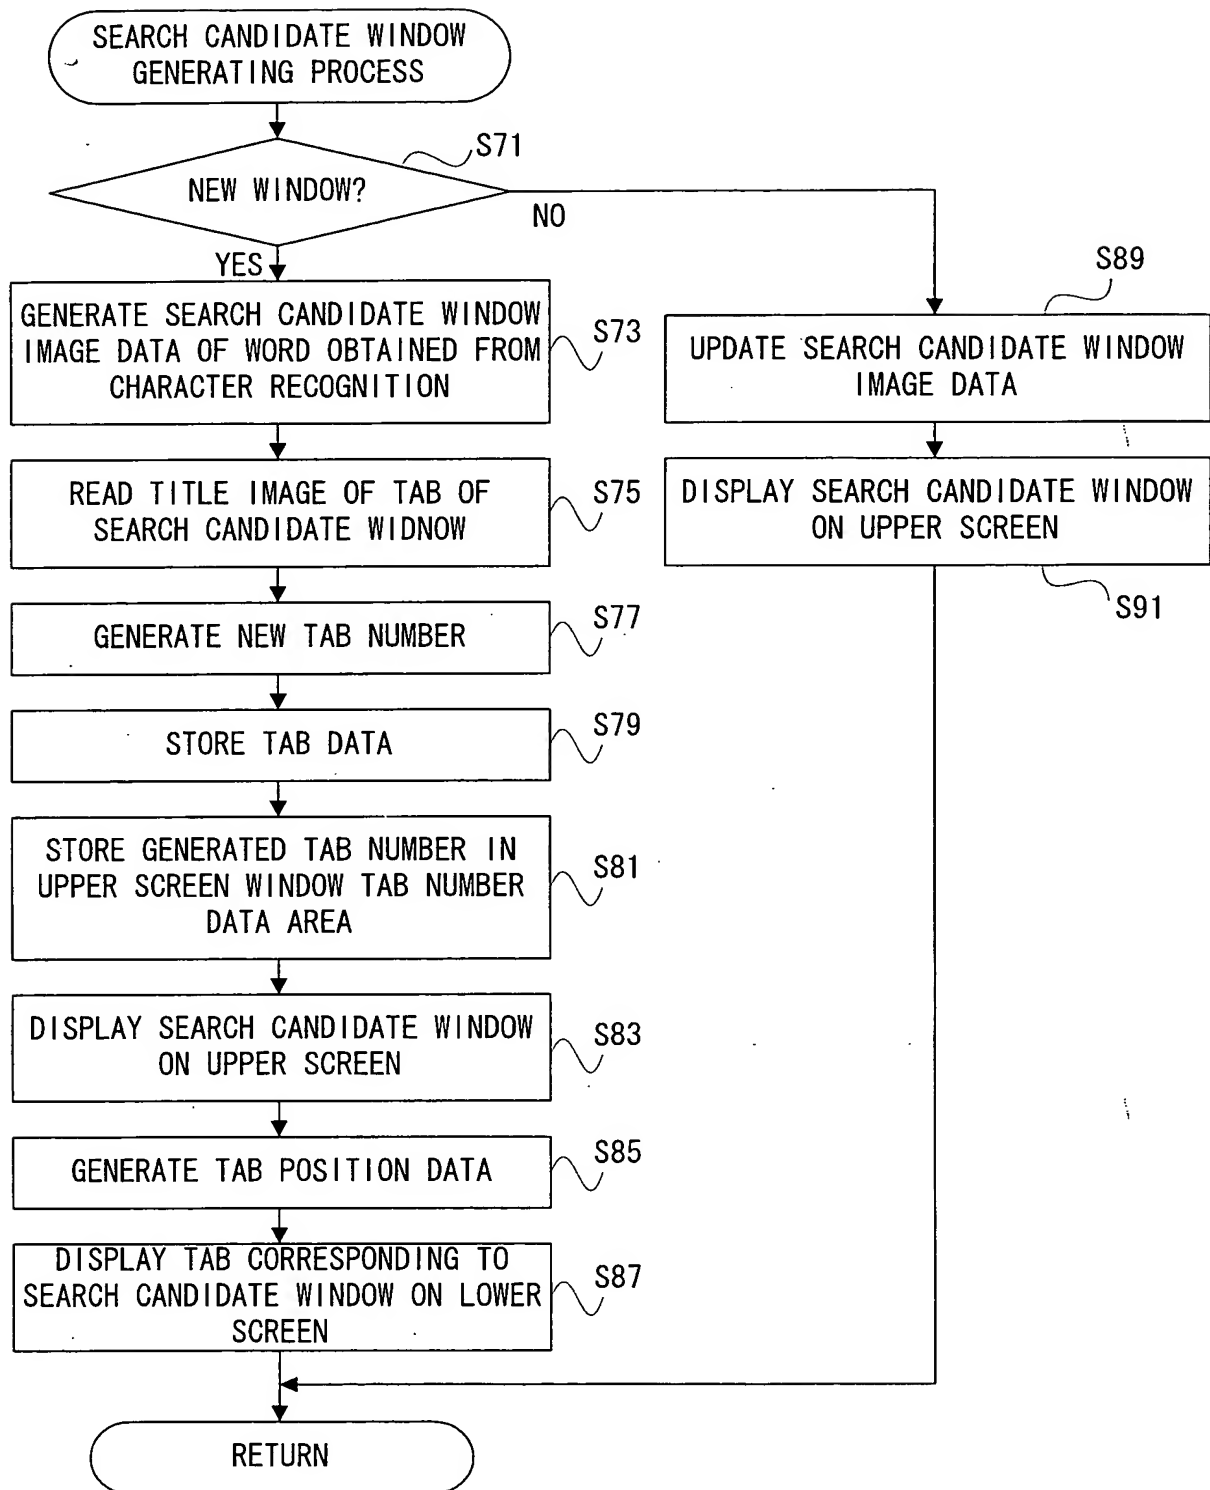 SEARCH CANDIDATE WINDOW
GENERATING PROCESS
S71
NEW WINDOW?
NO
YES
GENERATE SEARCH CANDIDATE WINDOW
IMAGE DATA OF WORD OBTAINED FROM
CHARACTER RECOGNITION
S73
READ TITLE IMAGE OF TAB OF
SEARCH CANDIDATE WIDNOW
S75
GENERATE NEW TAB NUMBER
S77
STORE TAB DATA
S79
STORE GENERATED TAB NUMBER IN
UPPER SCREEN WINDOW TAB NUMBER
DATA AREA
S81
DISPLAY SEARCH CANDIDATE WINDOW
ON UPPER SCREEN
S83
GENERATE TAB POSITION DATA
S85
DISPLAY TAB CORRESPONDING TO
SEARCH CANDIDATE WINDOW ON LOWER
SCREEN
S87
S89
UPDATE SEARCH CANDIDATE WINDOW
IMAGE DATA
DISPLAY SEARCH CANDIDATE WINDOW
ON UPPER SCREEN
S91
RETURN